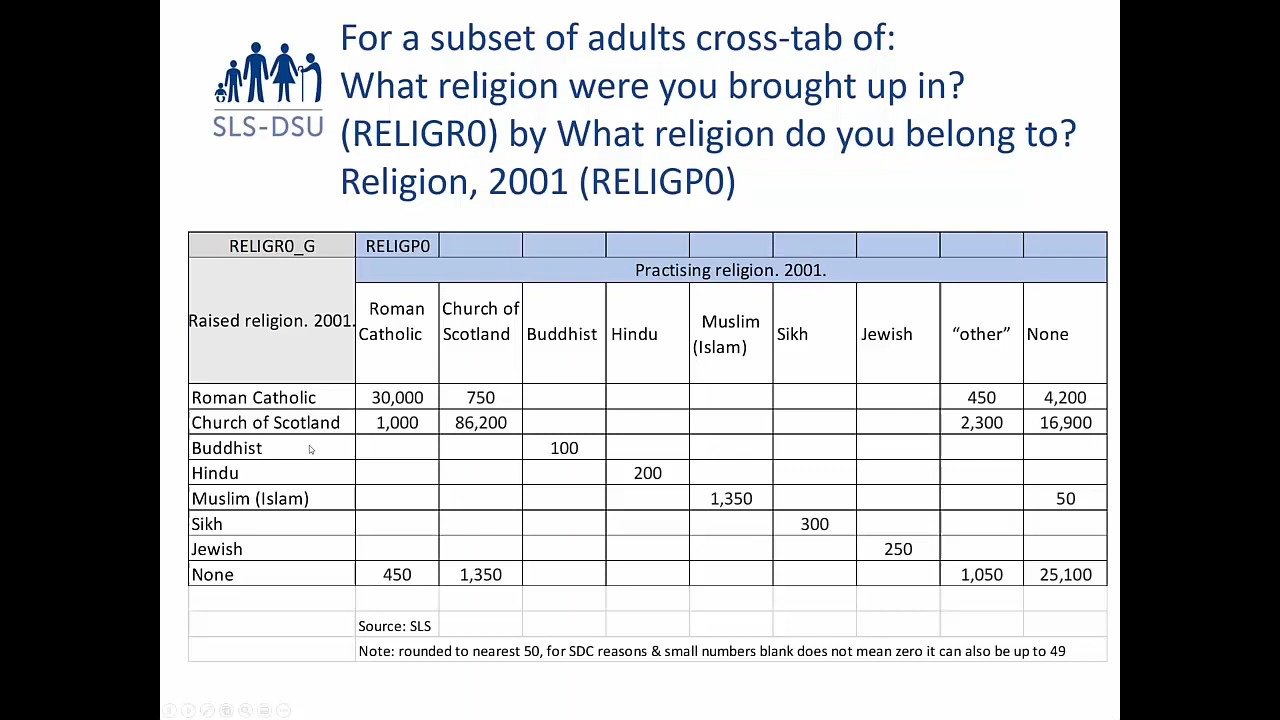 For a subset of adults cross-tab of:
What religion were you brought up in?
(RELIGR0) by What religion do you belong to?
Religion, 2001 (RELIGP0)
SLS-DSU
RELIGR0_G RELIGP0
Practising religion. 2001.
Raised religion. 2001.
Roman Catholic
Church of Scotland
Buddhist
Hindu
Muslim (Islam)
Sikh
Jewish
“other”
None
Roman Catholic 30,000 750 450 4,200
Church of Scotland 1,000 86,200 2,300 16,900
Buddhist 100
Hindu 200
Muslim (Islam) 1,350 50
Sikh 300
Jewish 250
None 450 1,350 1,050 25,100
Source: SLS
Note: rounded to nearest 50, for SDC reasons & small numbers blank does not mean zero it can also be up to 49